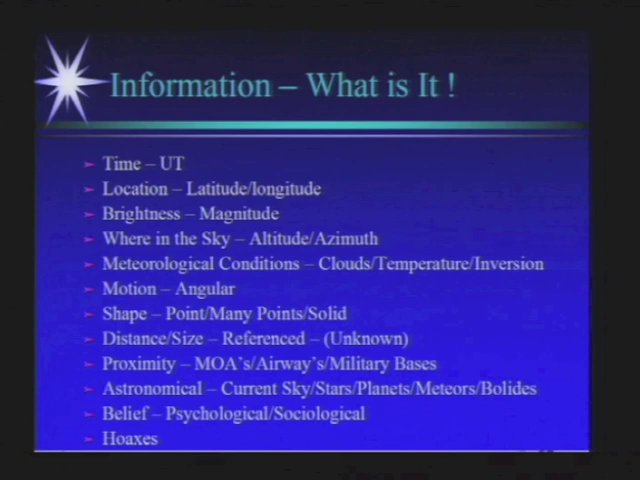 Information – What is It !
Time – UT
Location – Latitude/longitude
Brightness – Magnitude
Where in the Sky – Altitude/Azimuth
Meteorological Conditions – Clouds/Temperature/Inversion
Motion – Angular
Shape – Point/Many Points/Solid
Distance/Size – Referenced – (Unknown)
Proximity – MOA's/Airway's/Military Bases
Astronomical – Current Sky/Stars/Planets/Meteors/Bolides
Belief – Psychological/Sociological
Hoaxes